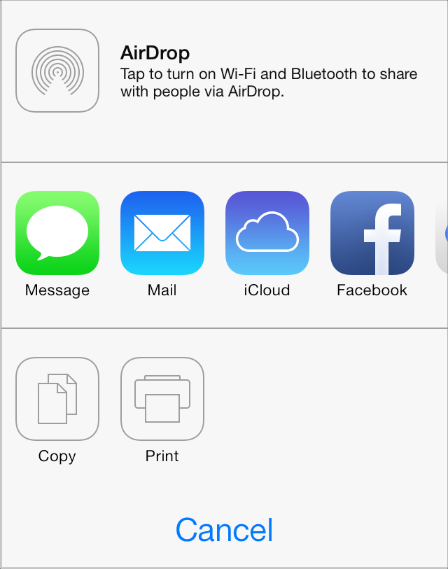 AirDrop
Tap to turn on Wi-Fi and Bluetooth to share
with people via AirDrop.
Message Mail iCloud Facebook
Copy Print
Cancel